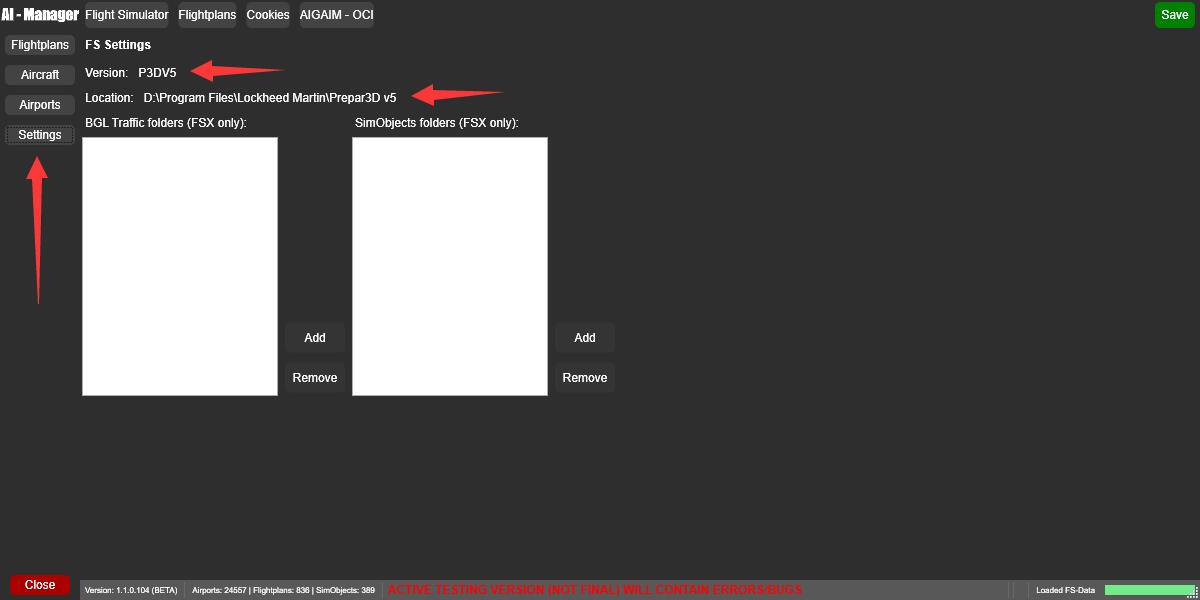 AI - Manager
Flight Simulator
Flightplans
Cookies
AIGAIM - OCI
Save
Flightplans
Aircraft
Airports
Settings
FS Settings
Version: P3DV5
Location: D:\Program Files\Lockheed Martin\Prepar3D v5
BGL Traffic folders (FSX only):
SimObjects folders (FSX only):
Add
Remove
Add
Remove
Close
Version: 1.1.0.104 (BETA)
Airports: 24557 | Flightplans: 836 | SimObjects: 389
ACTIVE TESTING VERSION (NOT FINAL) WILL CONTAIN ERRORS/BUGS
Loaded FS-Data